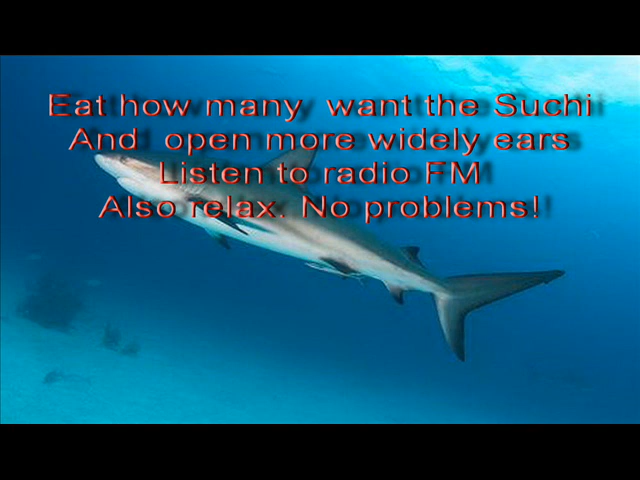 Eat how many want the Suchi
And open more widely ears
Listen to radio FM
Also relax. No problems!